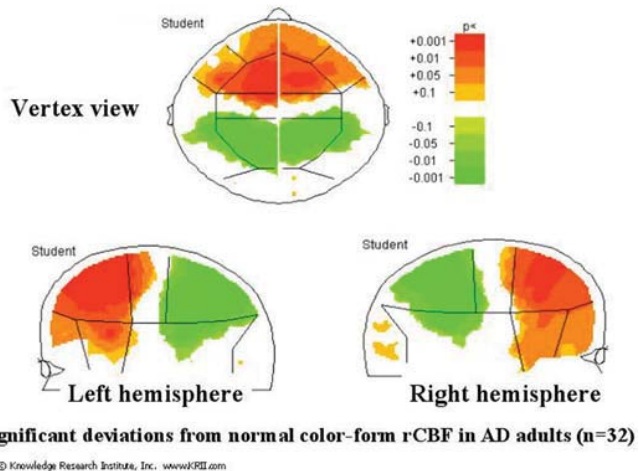 Student
p<
+0.001
+0.01
+0.05
+0.1
-0.1
-0.05
-0.01
-0.001
Vertex view
Student
Student
Left hemisphere
Right hemisphere
gnificant deviations from normal color-form rCBF in AD adults (n=32)
© Knowledge Research Institute, Inc. www.KRII.com